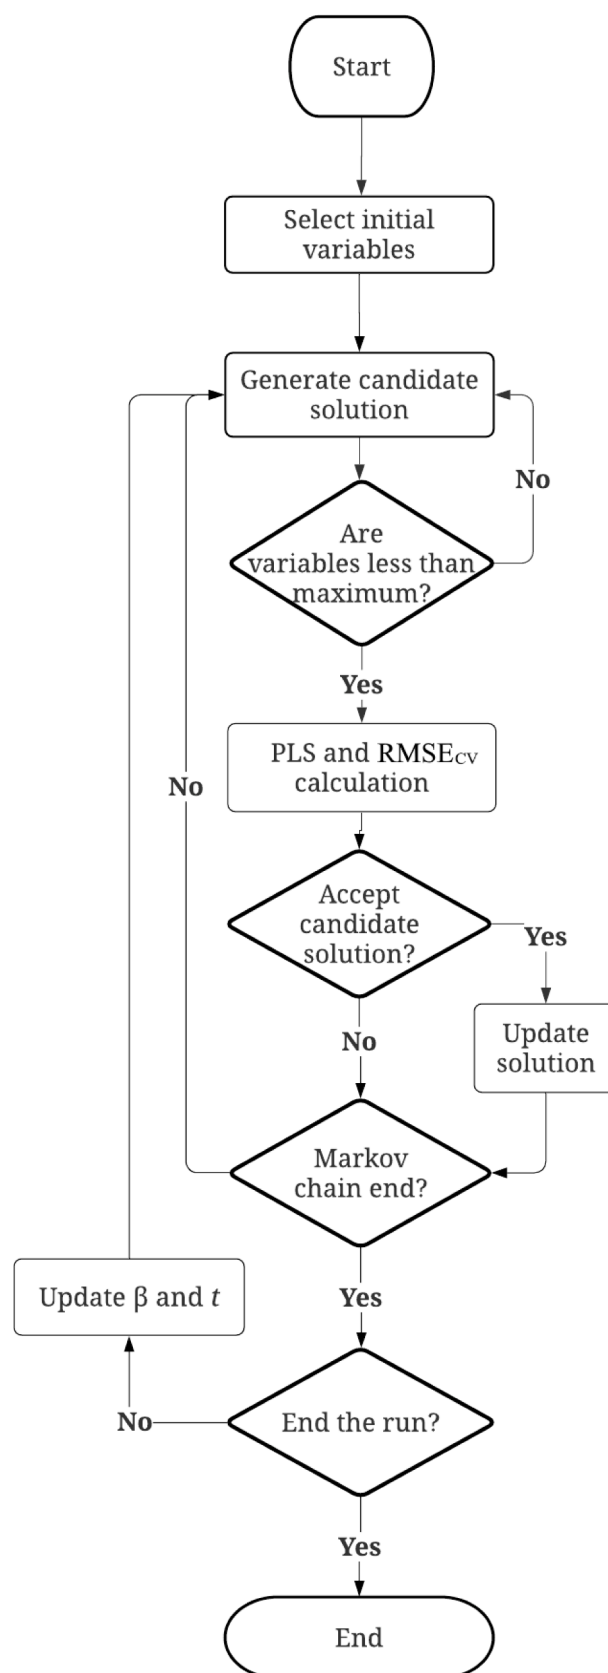 Start
Select initial
variables
Generate candidate
solution
No
Are
variables less than
maximum?
Yes
PLS and RMSECV
calculation
No
Accept
candidate
solution?
Yes
No
Update
solution
Markov
chain end?
Update β and t
Yes
No
End the run?
Yes
End